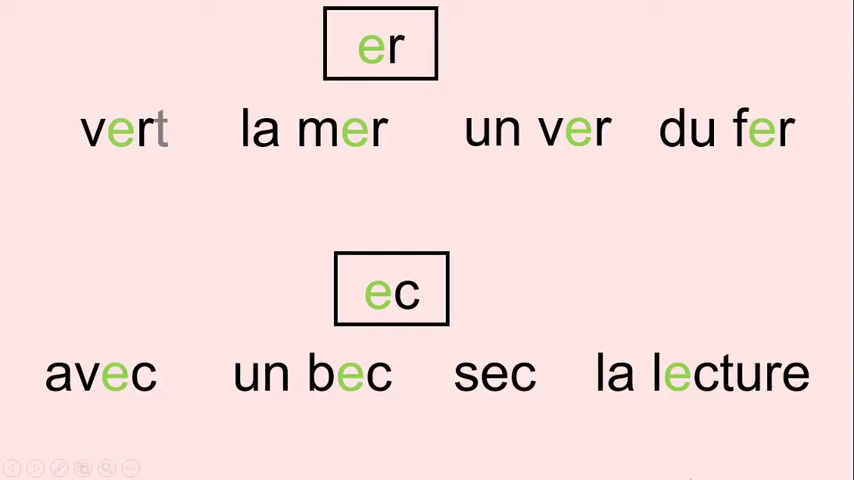 er
vert la mer un ver du fer
ec
avec un bec sec la lecture